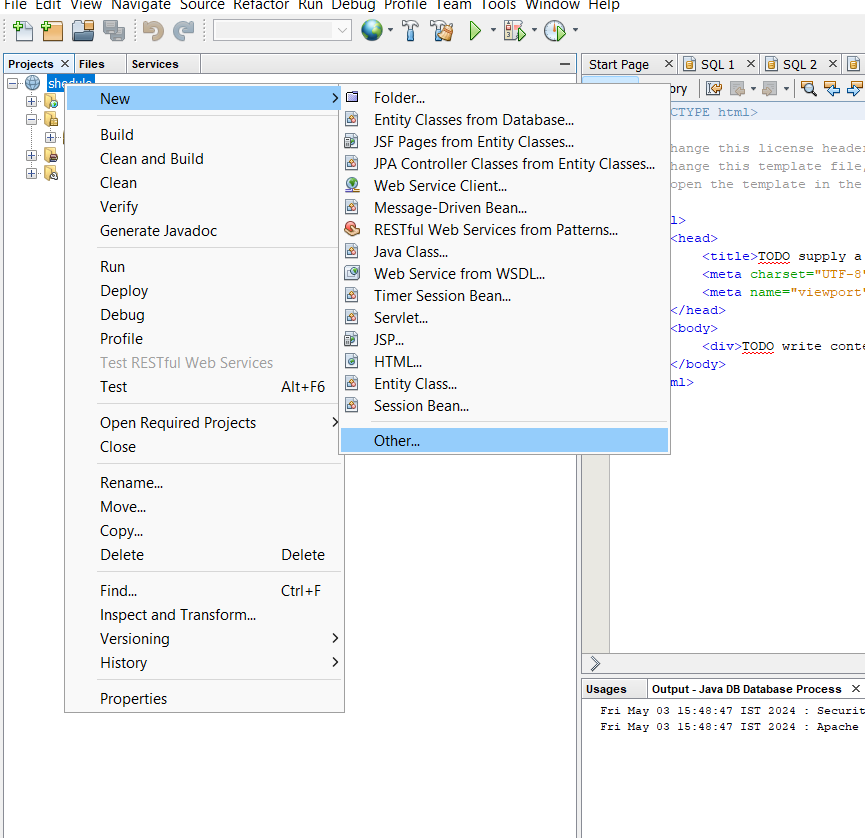 File Edit View Navigate Source Refactor Run Debug Profile Team Tools Window Help
Projects Files Services
Start Page SQL 1 SQL 2
New
Build
Clean and Build
Clean
Verify
Generate Javadoc
Run
Deploy
Debug
Profile
Test RESTful Web Services
Test Alt+F6
Open Required Projects
Close
Rename...
Move...
Copy...
Delete Delete
Find... Ctrl+F
Inspect and Transform...
Versioning
History
Properties
Folder...
Entity Classes from Database...
JSF Pages from Entity Classes...
JPA Controller Classes from Entity Classes...
Web Service Client...
Message-Driven Bean...
RESTful Web Services from Patterns...
Java Class...
Web Service from WSDL...
Timer Session Bean...
Servlet...
JSP...
HTML...
Entity Class...
Session Bean...
Other...
ory
CTYPE html>
hange this license header
hange this template file,
open the template in the
l>
<head>
<title>TODO supply a
<meta charset="UTF-8"
<meta name="viewport"
</head>
<body>
<div>TODO write conte
</body>
ml>
Usages Output - Java DB Database Process
Fri May 03 15:48:47 IST 2024 : Securit
Fri May 03 15:48:47 IST 2024 : Apache